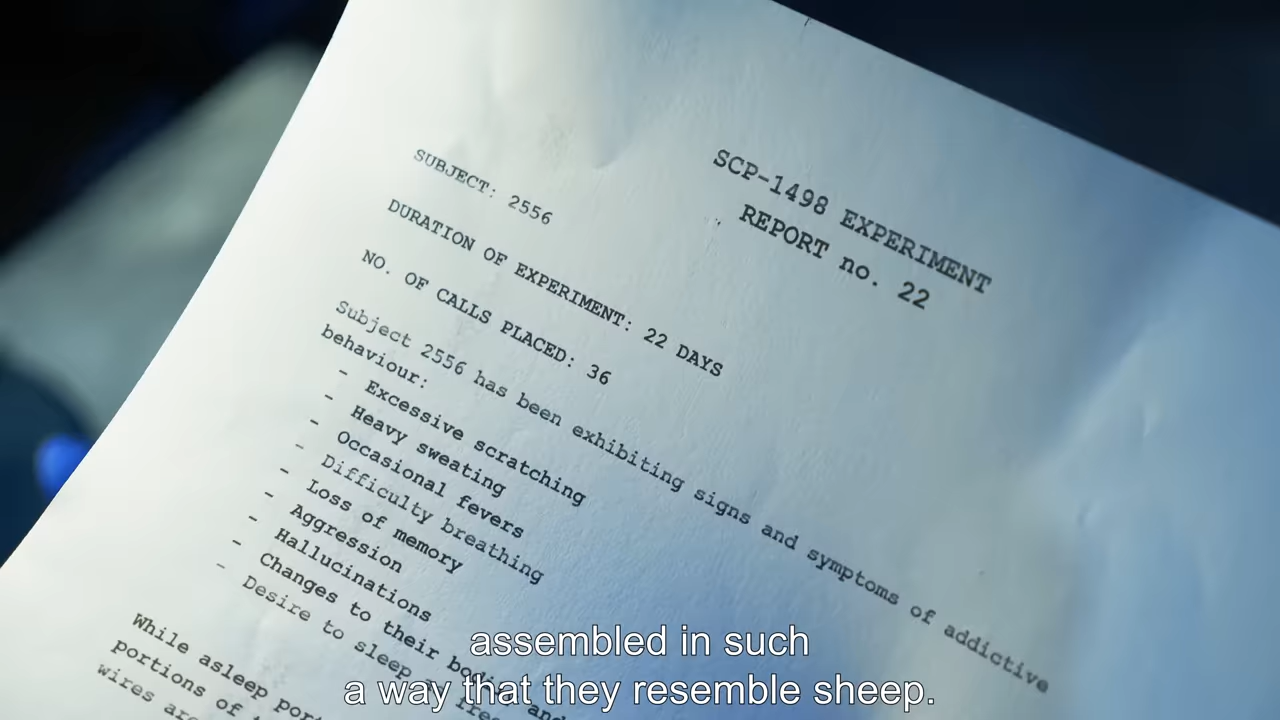 SCP-1498 EXPERIMENT
REPORT no. 22
SUBJECT: 2556
DURATION OF EXPERIMENT: 22 DAYS
NO. OF CALLS PLACED: 36
Subject 2556 has been exhibiting signs and symptoms of addictive
behaviour:
- Excessive scratching
- Heavy sweating
- Occasional fevers
- Difficulty breathing
- Loss of memory
- Aggression
- Hallucinations
- Changes to their and
- Desire to sleep
While asleep
portions of
wires are
assembled in such
a way that they resemble sheep.